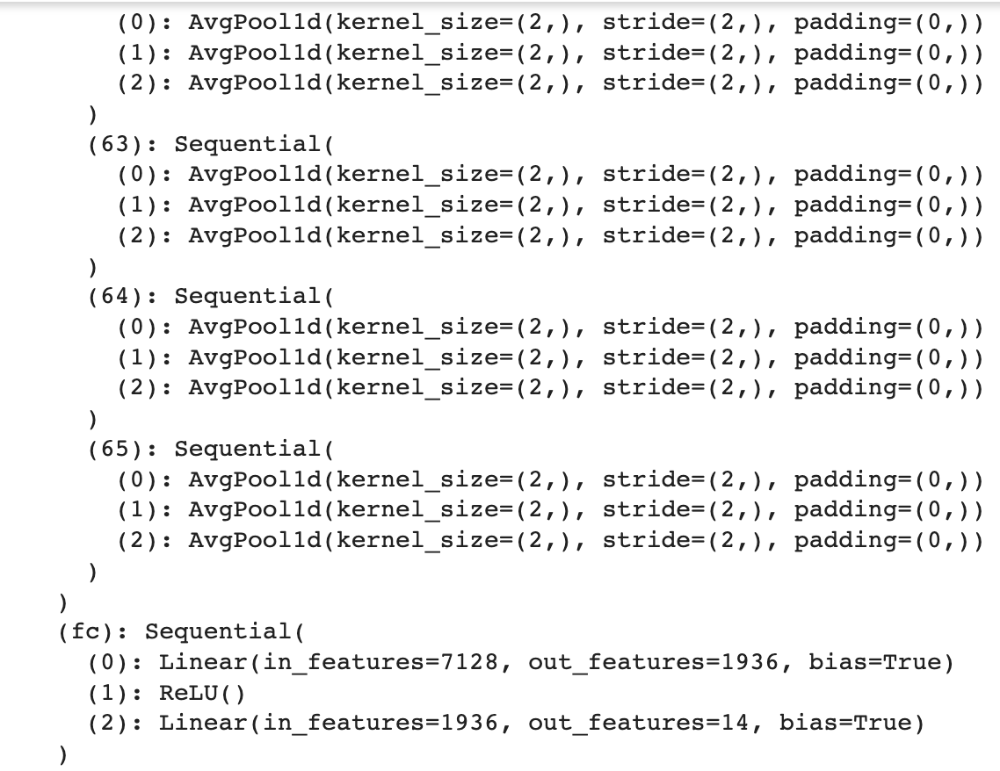 (0): AvgPool1d(kernel_size=(2,), stride=(2,), padding=(0,))
(1): AvgPool1d(kernel_size=(2,), stride=(2,), padding=(0,))
(2): AvgPool1d(kernel_size=(2,), stride=(2,), padding=(0,))
)
(63): Sequential(
(0): AvgPool1d(kernel_size=(2,), stride=(2,), padding=(0,))
(1): AvgPool1d(kernel_size=(2,), stride=(2,), padding=(0,))
(2): AvgPool1d(kernel_size=(2,), stride=(2,), padding=(0,))
)
(64): Sequential(
(0): AvgPool1d(kernel_size=(2,), stride=(2,), padding=(0,))
(1): AvgPool1d(kernel_size=(2,), stride=(2,), padding=(0,))
(2): AvgPool1d(kernel_size=(2,), stride=(2,), padding=(0,))
)
(65): Sequential(
(0): AvgPool1d(kernel_size=(2,), stride=(2,), padding=(0,))
(1): AvgPool1d(kernel_size=(2,), stride=(2,), padding=(0,))
(2): AvgPool1d(kernel_size=(2,), stride=(2,), padding=(0,))
)
)
(fc): Sequential(
(0): Linear(in_features=7128, out_features=1936, bias=True)
(1): ReLU()
(2): Linear(in_features=1936, out_features=14, bias=True)
)